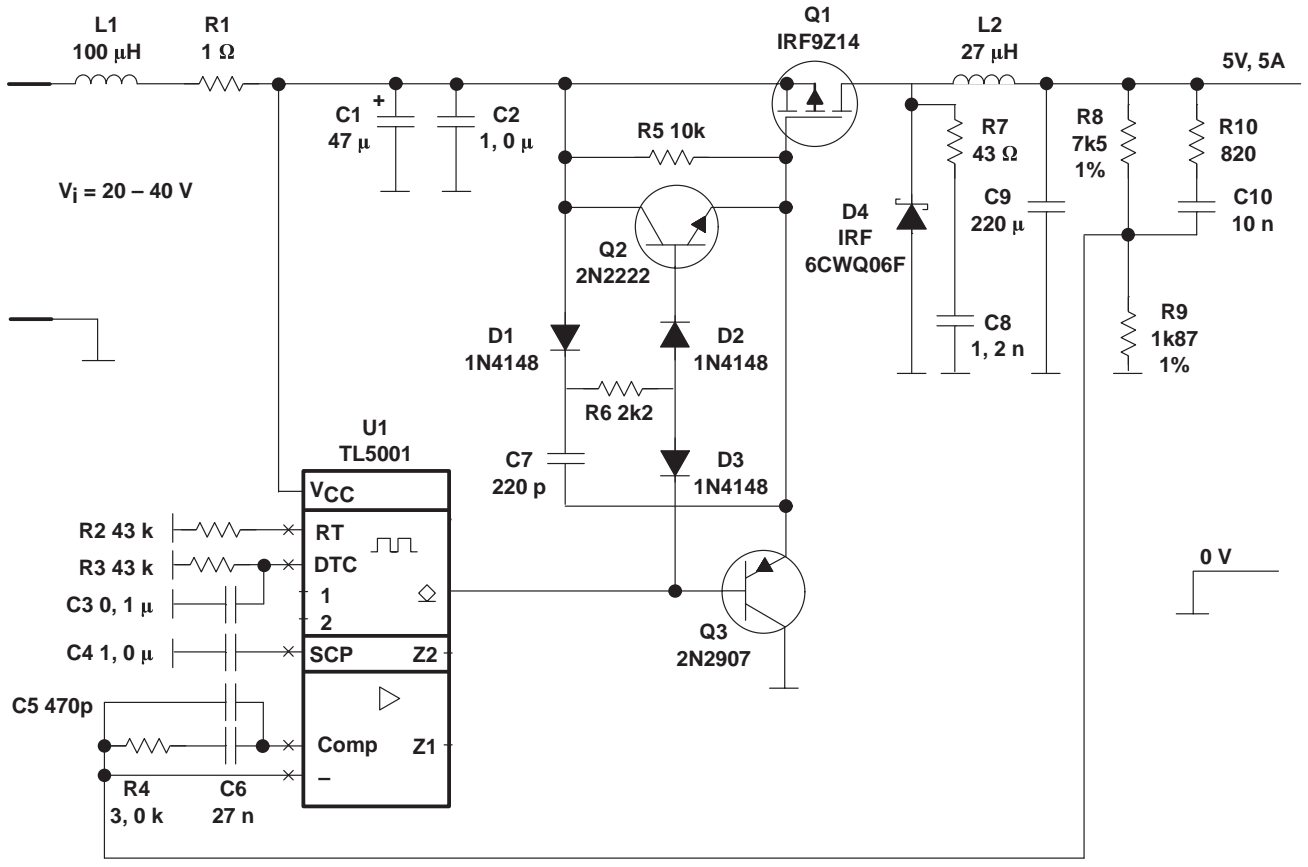 Q1
IRF9Z14
L1
100 µH
R1
1 Ω
L2
27 µH
5V, 5A
C1
47 µ
+
C2
1, 0 µ
R5 10k
R7
43 Ω
R8
7k5
1%
R10
820
Vi = 20 – 40 V
C9
220 µ
C10
10 n
D4
IRF
6CWQ06F
Q2
2N2222
D1
1N4148
D2
1N4148
C8
1, 2 n
R9
1k87
1%
R6 2k2
U1
TL5001
C7
220 p
D3
1N4148
VCC
R2 43 k
RT
R3 43 k
DTC
0 V
C3 0, 1 µ
1
2
Q3
2N2907
C4 1, 0 µ
SCP
Z2
C5 470p
Comp
Z1
–
R4
3, 0 k
C6
27 n